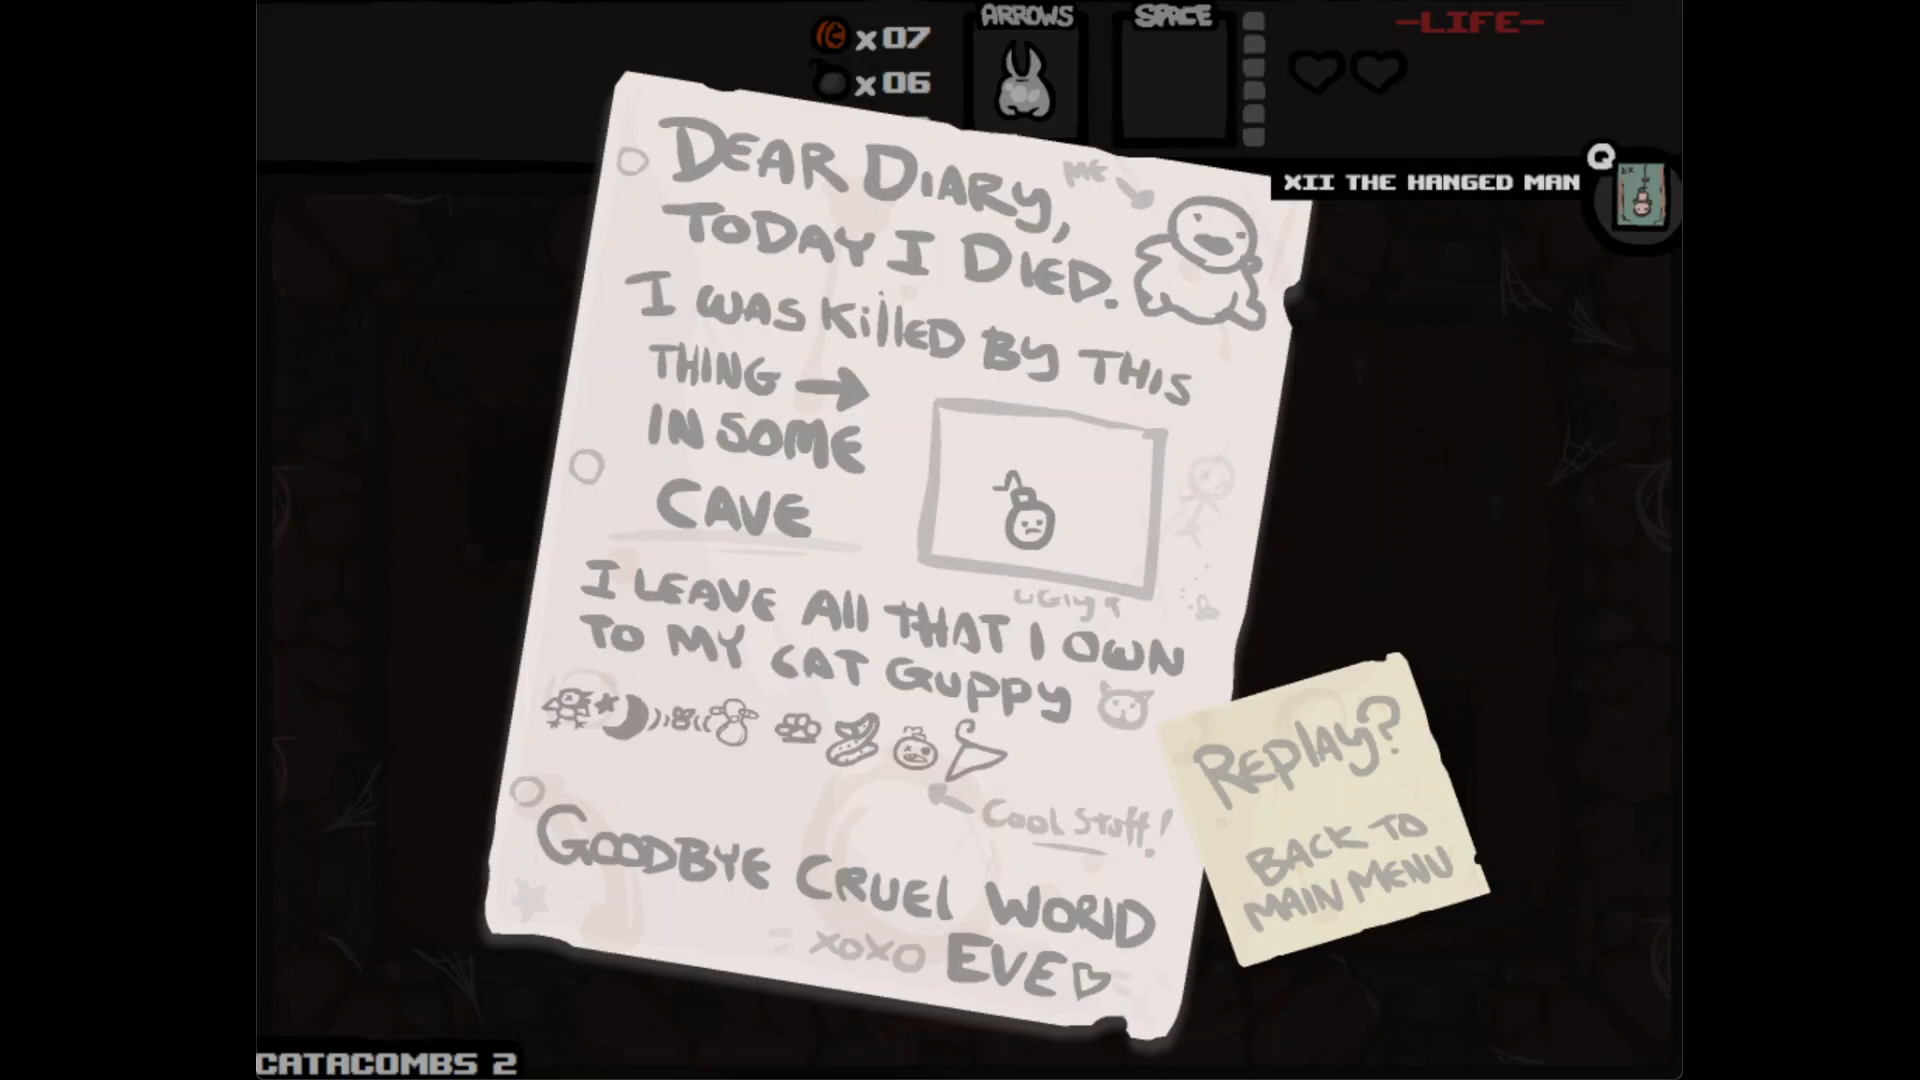 ARROWS
SPACE
-LIFE-
x07
x06
Q
XII THE HANGED MAN
ME
DEAR DIARY,
TODAY I DIED.
I WAS KillED BY THIS
THING →
IN SOME
CAVE
UGLY
I LEAVE All THAT I OWN
TO MY CAT GUPPY
COOl STUFF!
GOODBYE CRUEl WORlD
XOXO EVE
REPlAY?
BACK TO
MAIN MENU
CATACOMBS 2